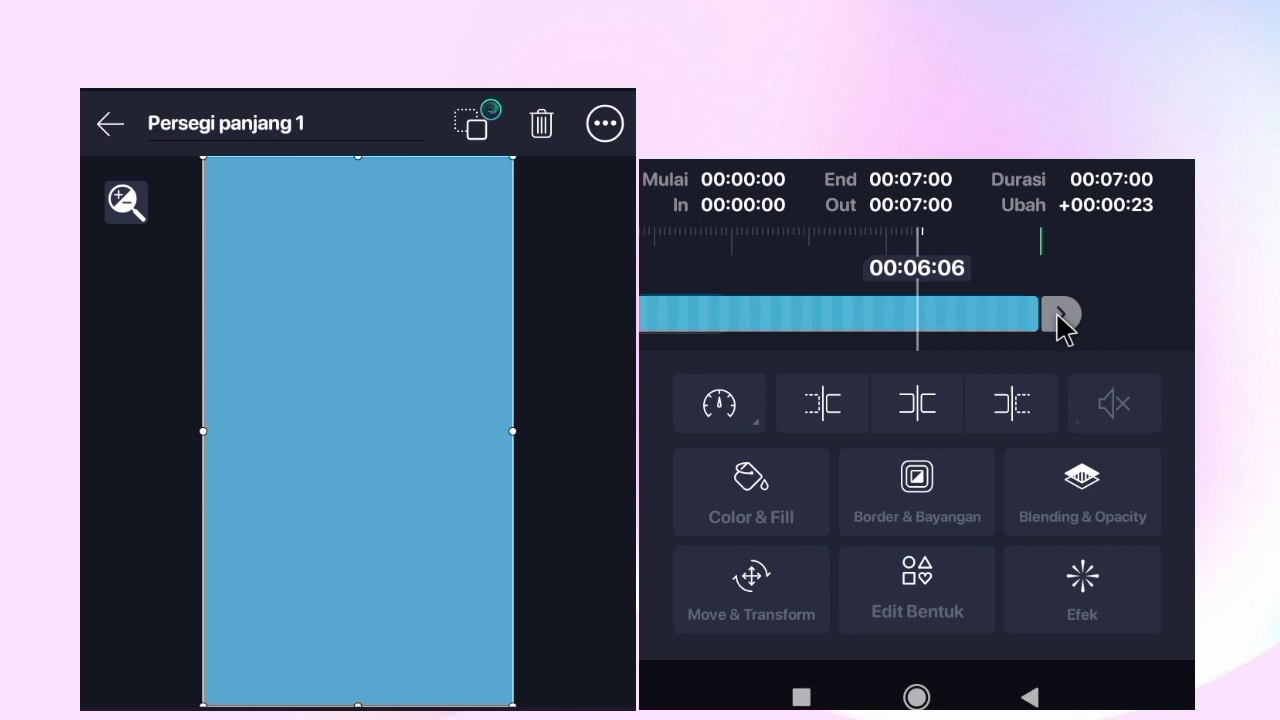 Persegi panjang 1
Mulai 00:00:00 End 00:07:00 Durasi 00:07:00
In 00:00:00 Out 00:07:00 Ubah +00:00:23
00:06:06
Color & Fill Border & Bayangan Blending & Opacity
Move & Transform Edit Bentuk Efek